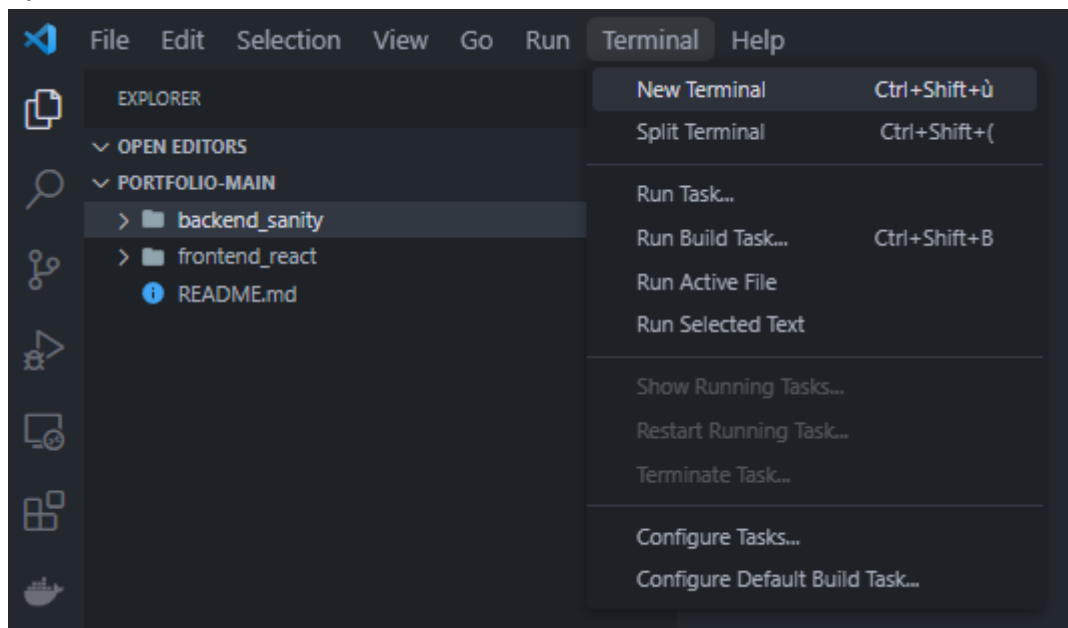 File Edit Selection View Go Run Terminal Help
EXPLORER
OPEN EDITORS
PORTFOLIO-MAIN
backend_sanity
frontend_react
README.md
New Terminal Ctrl+Shift+ù
Split Terminal Ctrl+Shift+(
Run Task...
Run Build Task... Ctrl+Shift+B
Run Active File
Run Selected Text
Show Running Tasks...
Restart Running Task...
Terminate Task...
Configure Tasks...
Configure Default Build Task...